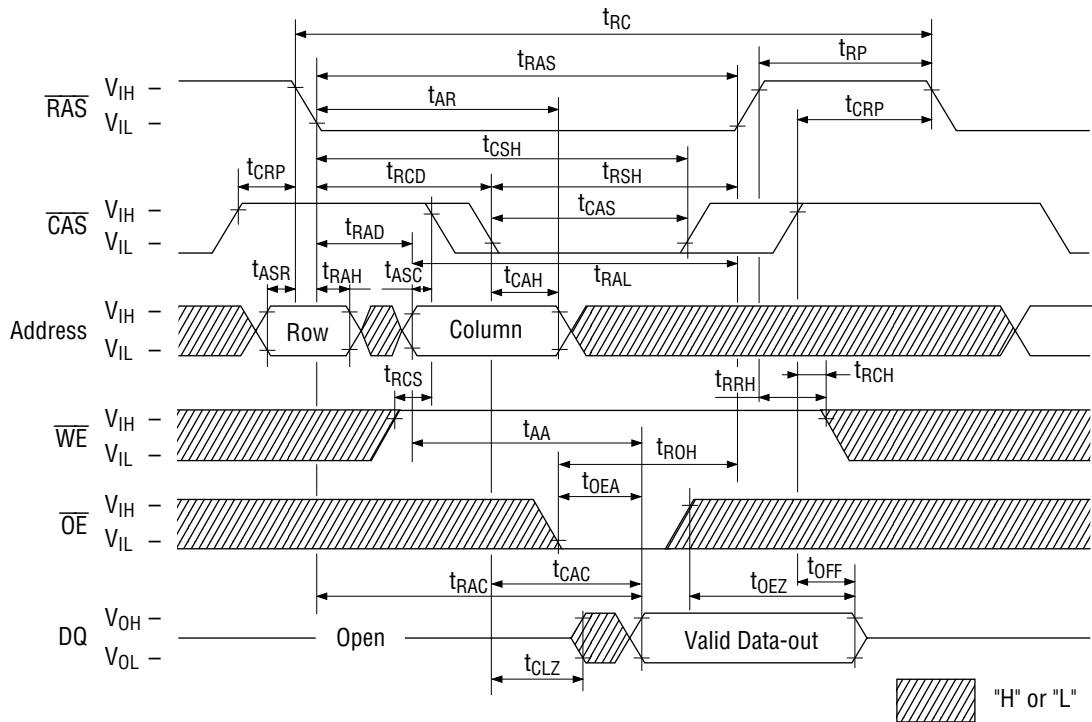 tRC
tRAS
tRP
RAS
VIH
VIL
tAR
tCRP
tCSH
tCRP
tRCD
tRSH
CAS
VIH
VIL
tCAS
tRAD
tRAL
tASR
tRAH
tASC
tCAH
Address
VIH
VIL
Row
Column
tRCS
tRRH
tRCH
WE
VIH
VIL
tAA
tROH
tOEA
OE
VIH
VIL
tCAC
tOFF
tRAC
tOEZ
DQ
VOH
VOL
Open
Valid Data-out
tCLZ
"H" or "L"